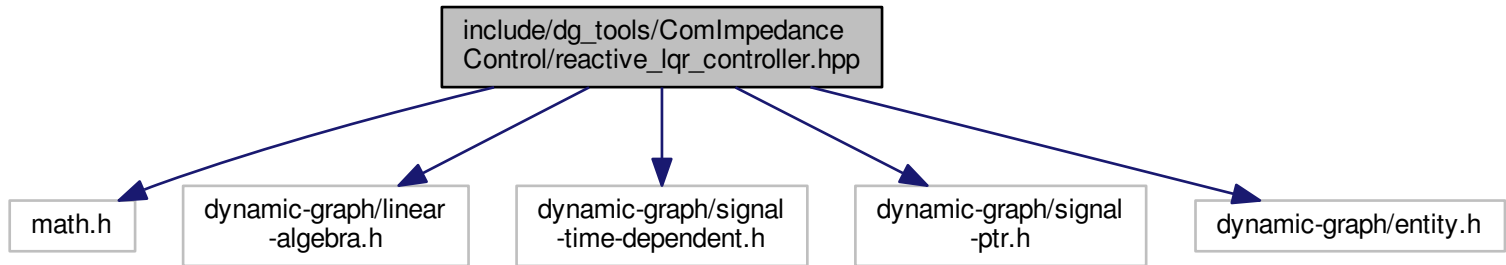 include/dg_tools/ComImpedance
Control/reactive_lqr_controller.hpp
math.h
dynamic-graph/linear
-algebra.h
dynamic-graph/signal
-time-dependent.h
dynamic-graph/signal
-ptr.h
dynamic-graph/entity.h